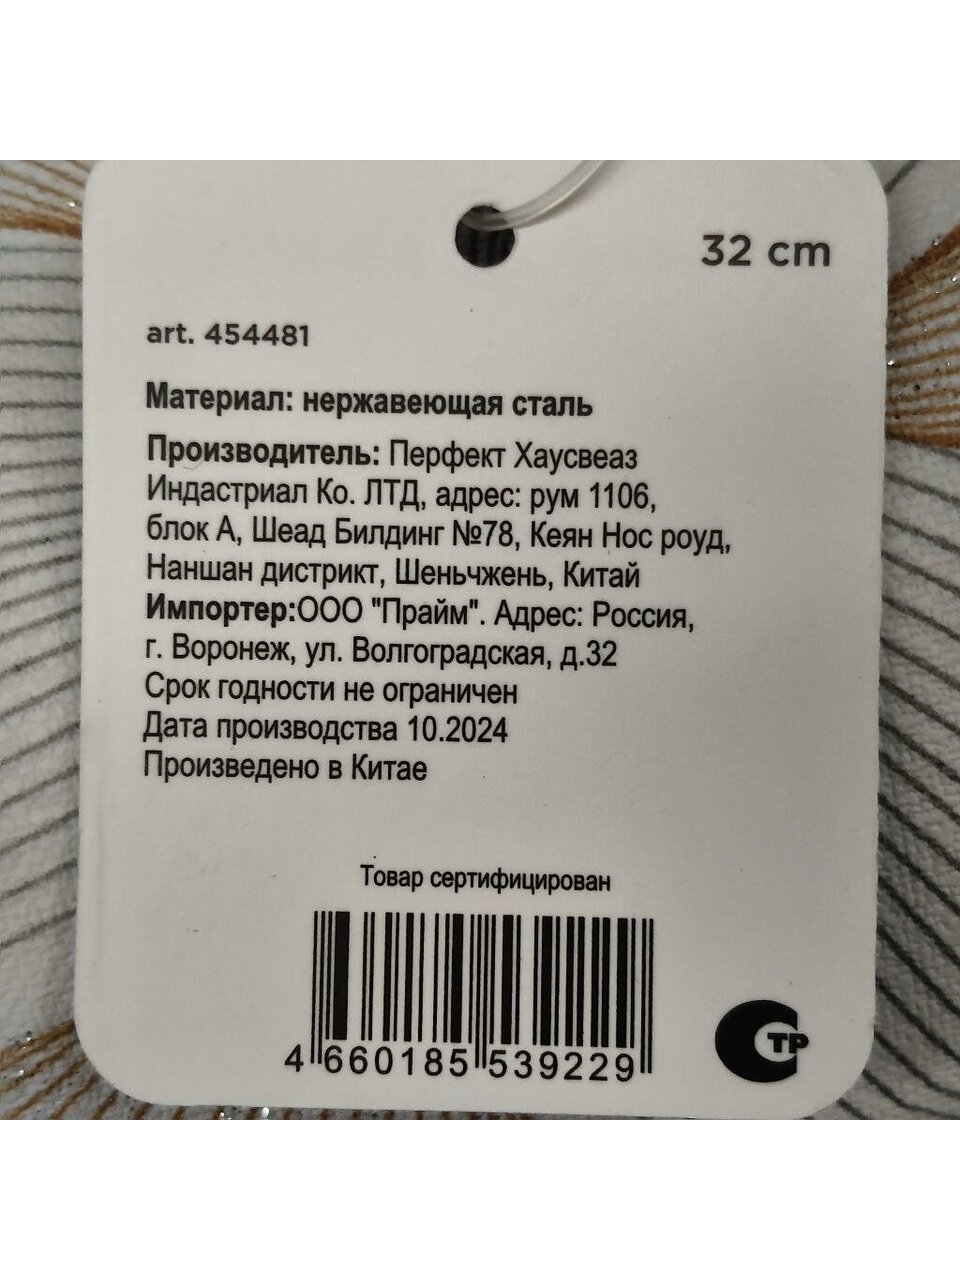 32 cm
art. 454481
Материал: нержавеющая сталь
Производитель: Перфект Хаусвеаз
Индастриал Ко. ЛТД, адрес: рум 1106,
блок А, Шеад Билдинг №78, Кеян Нос роуд,
Наншан дистрикт, Шеньчжень, Китай
Импортер:ООО "Прайм". Адрес: Россия,
г. Воронеж, ул. Волгоградская, д.32
Срок годности не ограничен
Дата производства 10.2024
Произведено в Китае
Товар сертифицирован
4 660185 539229
СТР